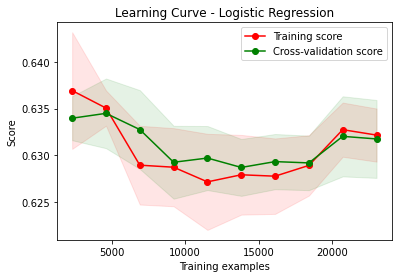 Learning Curve - Logistic Regression
Training score
Cross-validation score
Score
0.640
0.635
0.630
0.625
5000 10000 15000 20000
Training examples